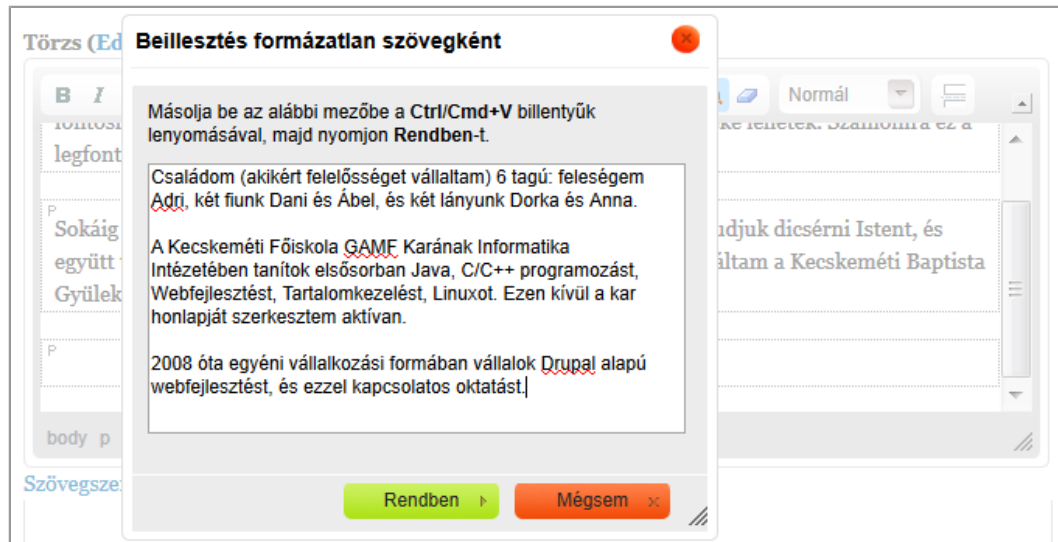 Törzs (Ed
Beillesztés formázatlan szövegként
B I
Normál
Másolja be az alábbi mezőbe a Ctrl/Cmd+V billentyűk
lenyomásával, majd nyomjon Rendben-t.
legfont
Családom (akikért felelősséget vállaltam) 6 tagú: feleségem
Adri, két fiunk Dani és Ábel, és két lányunk Dorka és Anna.
A Kecskeméti Főiskola GAMF Karának Informatika
Intézetében tanítok elsősorban Java, C/C++ programozást,
Webfejlesztést, Tartalomkezelést, Linuxot. Ezen kívül a kar
honlapját szerkesztem aktívan.
2008 óta egyéni vállalkozási formában vállalok Drupal alapú
webfejlesztést, és ezzel kapcsolatos oktatást.
P
Sokáig udjuk dicsérni Istent, és
együtt áltam a Kecskeméti Baptista
Gyülek
P
body p
Szövegsze
Rendben
Mégsem